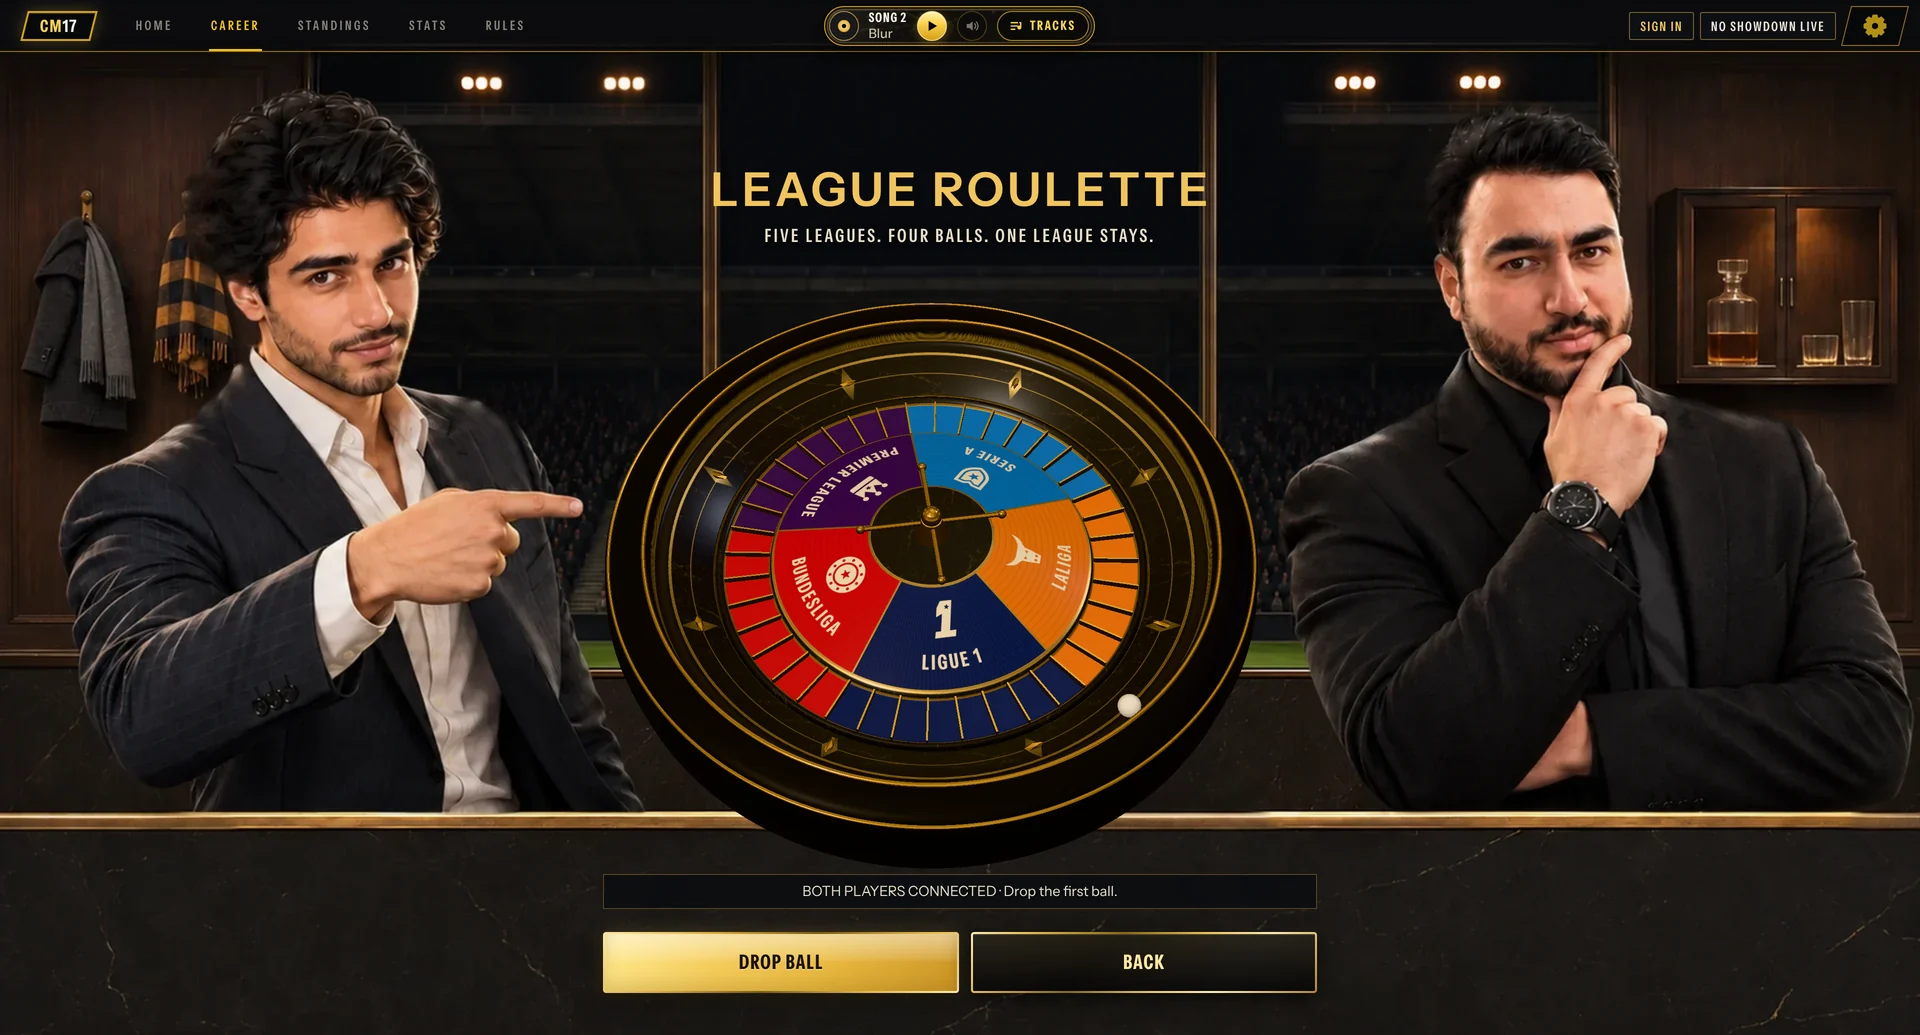 CM17
HOME
CAREER
STANDINGS
STATS
RULES
SONG 2
Blur
TRACKS
SIGN IN
NO SHOWDOWN LIVE
LEAGUE ROULETTE
FIVE LEAGUES. FOUR BALLS. ONE LEAGUE STAYS.
PREMIER LEAGUE
SERIE A
LALIGA
BUNDESLIGA
1
LIGUE 1
BOTH PLAYERS CONNECTED · Drop the first ball.
DROP BALL
BACK